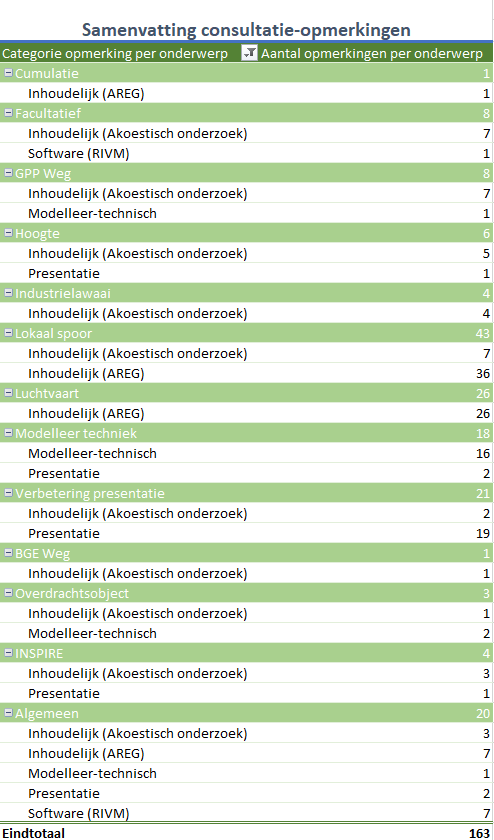 Samenvatting consultatie-opmerkingen
Categorie opmerking per onderwerp Aantal opmerkingen per onderwerp
Cumulatie 1
Inhoudelijk (AREG) 1
Facultatief 8
Inhoudelijk (Akoestisch onderzoek) 7
Software (RIVM) 1
GPP Weg 8
Inhoudelijk (Akoestisch onderzoek) 7
Modelleer-technisch 1
Hoogte 6
Inhoudelijk (Akoestisch onderzoek) 5
Presentatie 1
Industrielawaai 4
Inhoudelijk (Akoestisch onderzoek) 4
Lokaal spoor 43
Inhoudelijk (Akoestisch onderzoek) 7
Inhoudelijk (AREG) 36
Luchtvaart 26
Inhoudelijk (AREG) 26
Modelleer techniek 18
Modelleer-technisch 16
Presentatie 2
Verbetering presentatie 21
Inhoudelijk (Akoestisch onderzoek) 2
Presentatie 19
BGE Weg 1
Inhoudelijk (Akoestisch onderzoek) 1
Overdrachtsobject 3
Inhoudelijk (Akoestisch onderzoek) 1
Modelleer-technisch 2
INSPIRE 4
Inhoudelijk (Akoestisch onderzoek) 3
Presentatie 1
Algemeen 20
Inhoudelijk (Akoestisch onderzoek) 3
Inhoudelijk (AREG) 7
Modelleer-technisch 1
Presentatie 2
Software (RIVM) 7
Eindtotaal 163